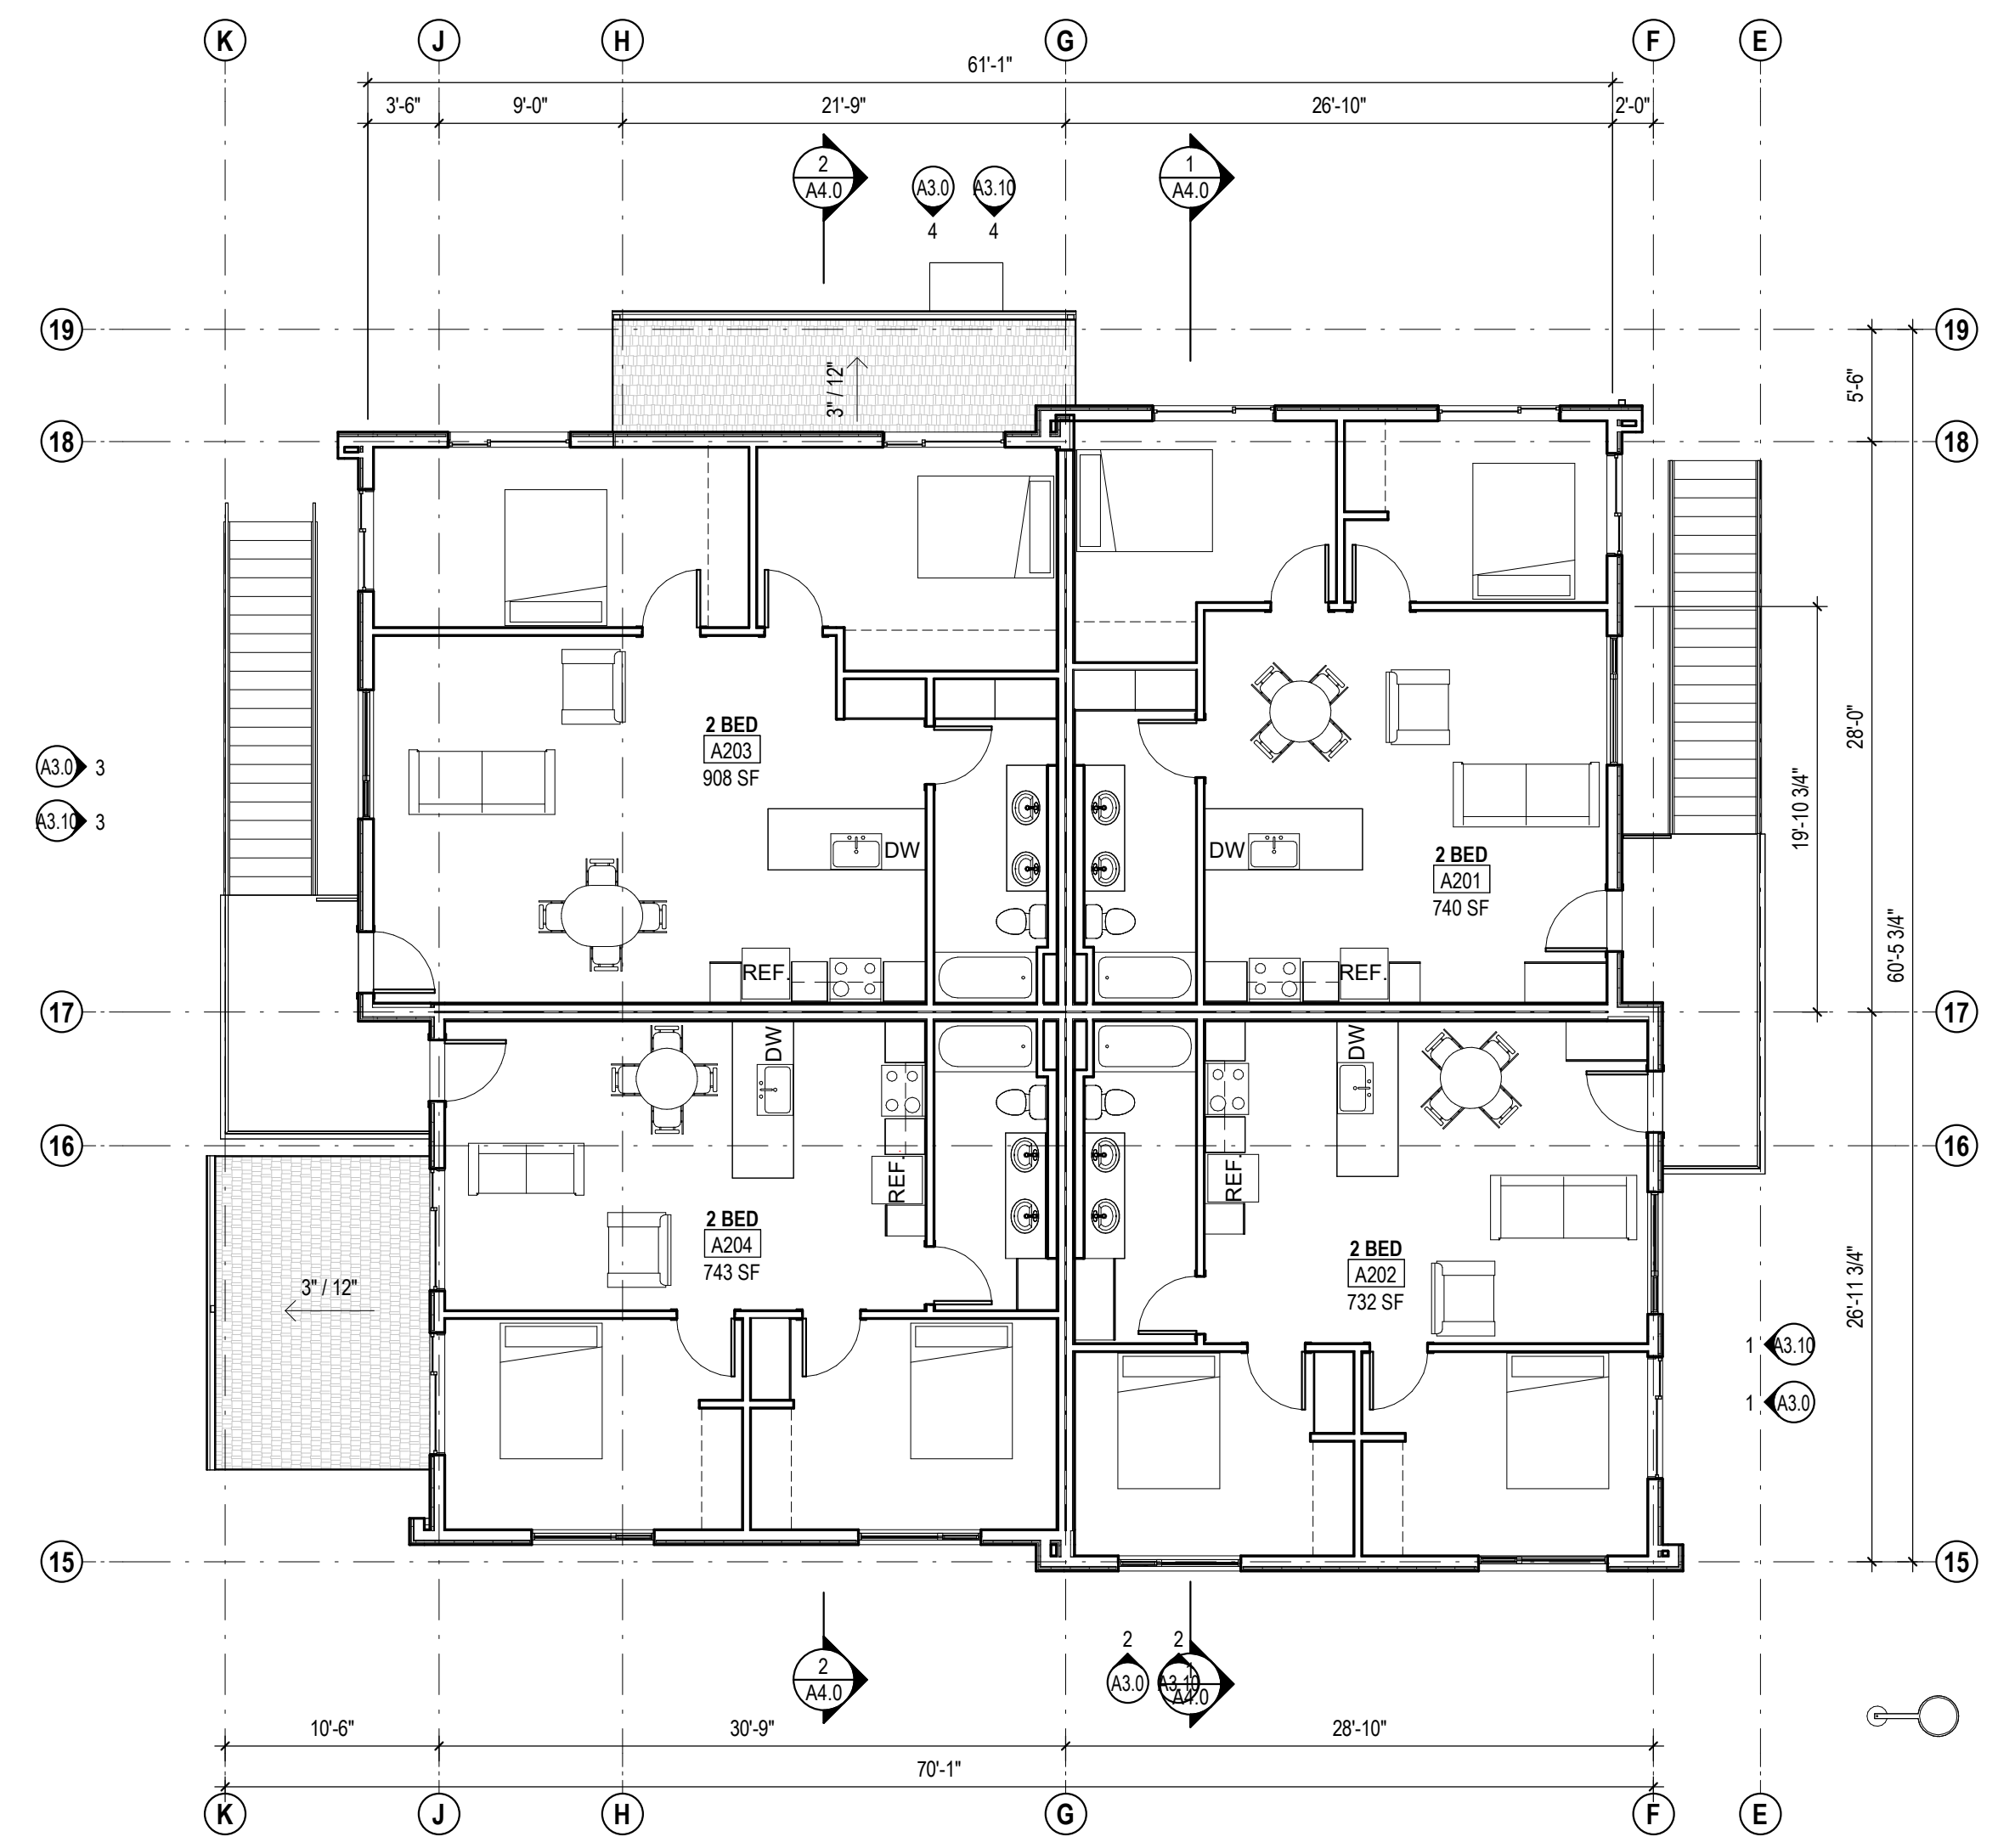 K J H G F E
61'-1"
3'-6" 9'-0" 21'-9" 26'-10" 2'-0"
2
A4.0
A3.0
4
A3.10
4
1
A4.0
19
19
5'-6"
3" / 12"
18
18
28'-0"
2 BED
A203
908 SF
A3.0 3
A3.10 3
19'-10 3/4"
DW
DW
2 BED
A201
740 SF
60'-5 3/4"
REF.
REF.
17
17
DW
DW
16
16
REF.
REF.
2 BED
A204
743 SF
2 BED
A202
732 SF
3" / 12"
26'-11 3/4"
1 A3.10
1 A3.0
15
15
2
A4.0
2
A3.0
2
A3.10
1
A4.0
10'-6" 30'-9" 28'-10"
70'-1"
K J H G F E